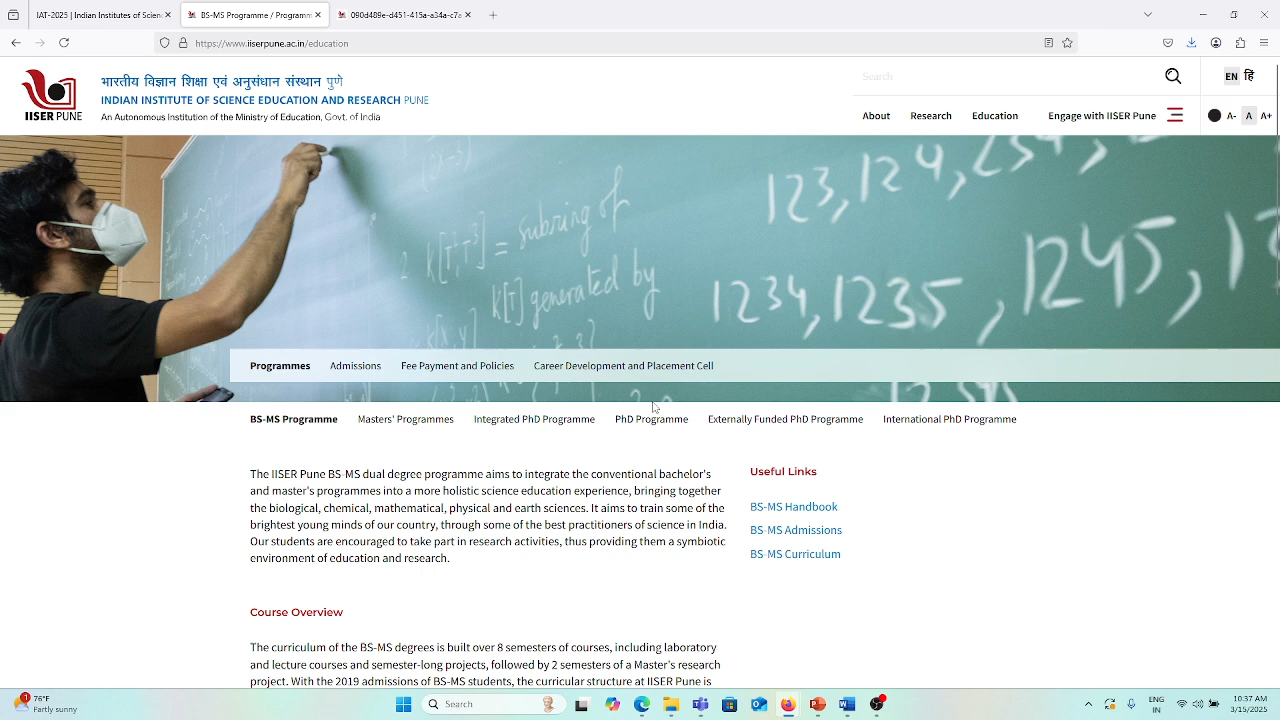 IAT-2025 | Indian Institutes of Scien
BS-MS Programme / Programm
090d489e-d451-415a-a34a-c7a
https://www.iiserpune.ac.in/education
भारतीय विज्ञान शिक्षा एवं अनुसंधान संस्थान पुणे
INDIAN INSTITUTE OF SCIENCE EDUCATION AND RESEARCH PUNE
An Autonomous Institution of the Ministry of Education, Govt. of India
IISER PUNE
Search
EN हिं
About Research Education Engage with IISER Pune
A- A A+
123, 124, 234,
k[T²,T³] = subring of
k[T] generated by
1234, 1235, 1245,
k[x,y]
Programmes Admissions Fee Payment and Policies Career Development and Placement Cell
BS-MS Programme Masters' Programmes Integrated PhD Programme PhD Programme Externally Funded PhD Programme International PhD Programme
The IISER Pune BS-MS dual degree programme aims to integrate the conventional bachelor's
and master's programmes into a more holistic science education experience, bringing together
the biological, chemical, mathematical, physical and earth sciences. It aims to train some of the
brightest young minds of our country, through some of the best practitioners of science in India.
Our students are encouraged to take part in research activities, thus providing them a symbiotic
environment of education and research.
Useful Links
BS-MS Handbook
BS-MS Admissions
BS-MS Curriculum
Course Overview
The curriculum of the BS-MS degrees is built over 8 semesters of courses, including laboratory
and lecture courses and semester-long projects, followed by 2 semesters of a Master's research
project. With the 2019 admissions of BS-MS students, the curricular structure at IISER Pune is
1
76°F
Partly sunny
Search
ENG
IN
10:37 AM
3/15/2025